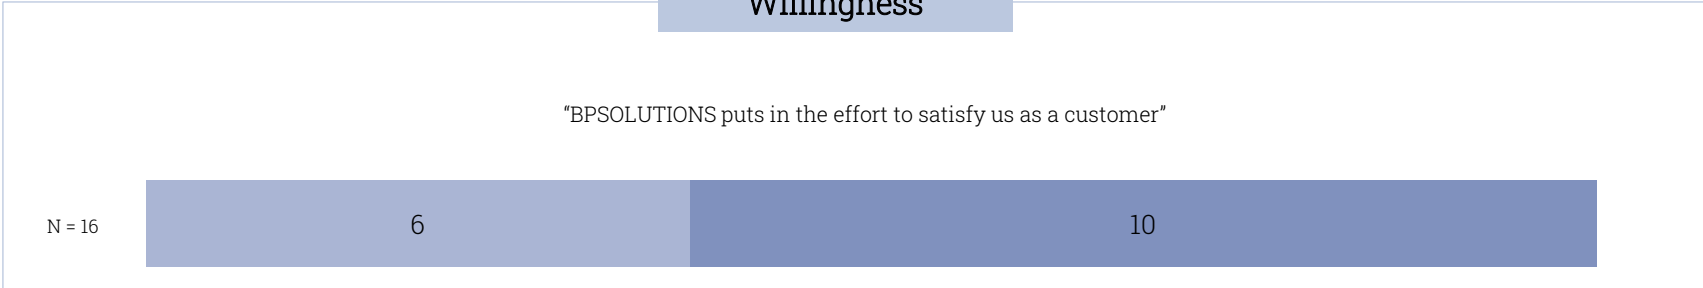 Willingness
“BPSOLUTIONS puts in the effort to satisfy us as a customer”
N = 16
6
10